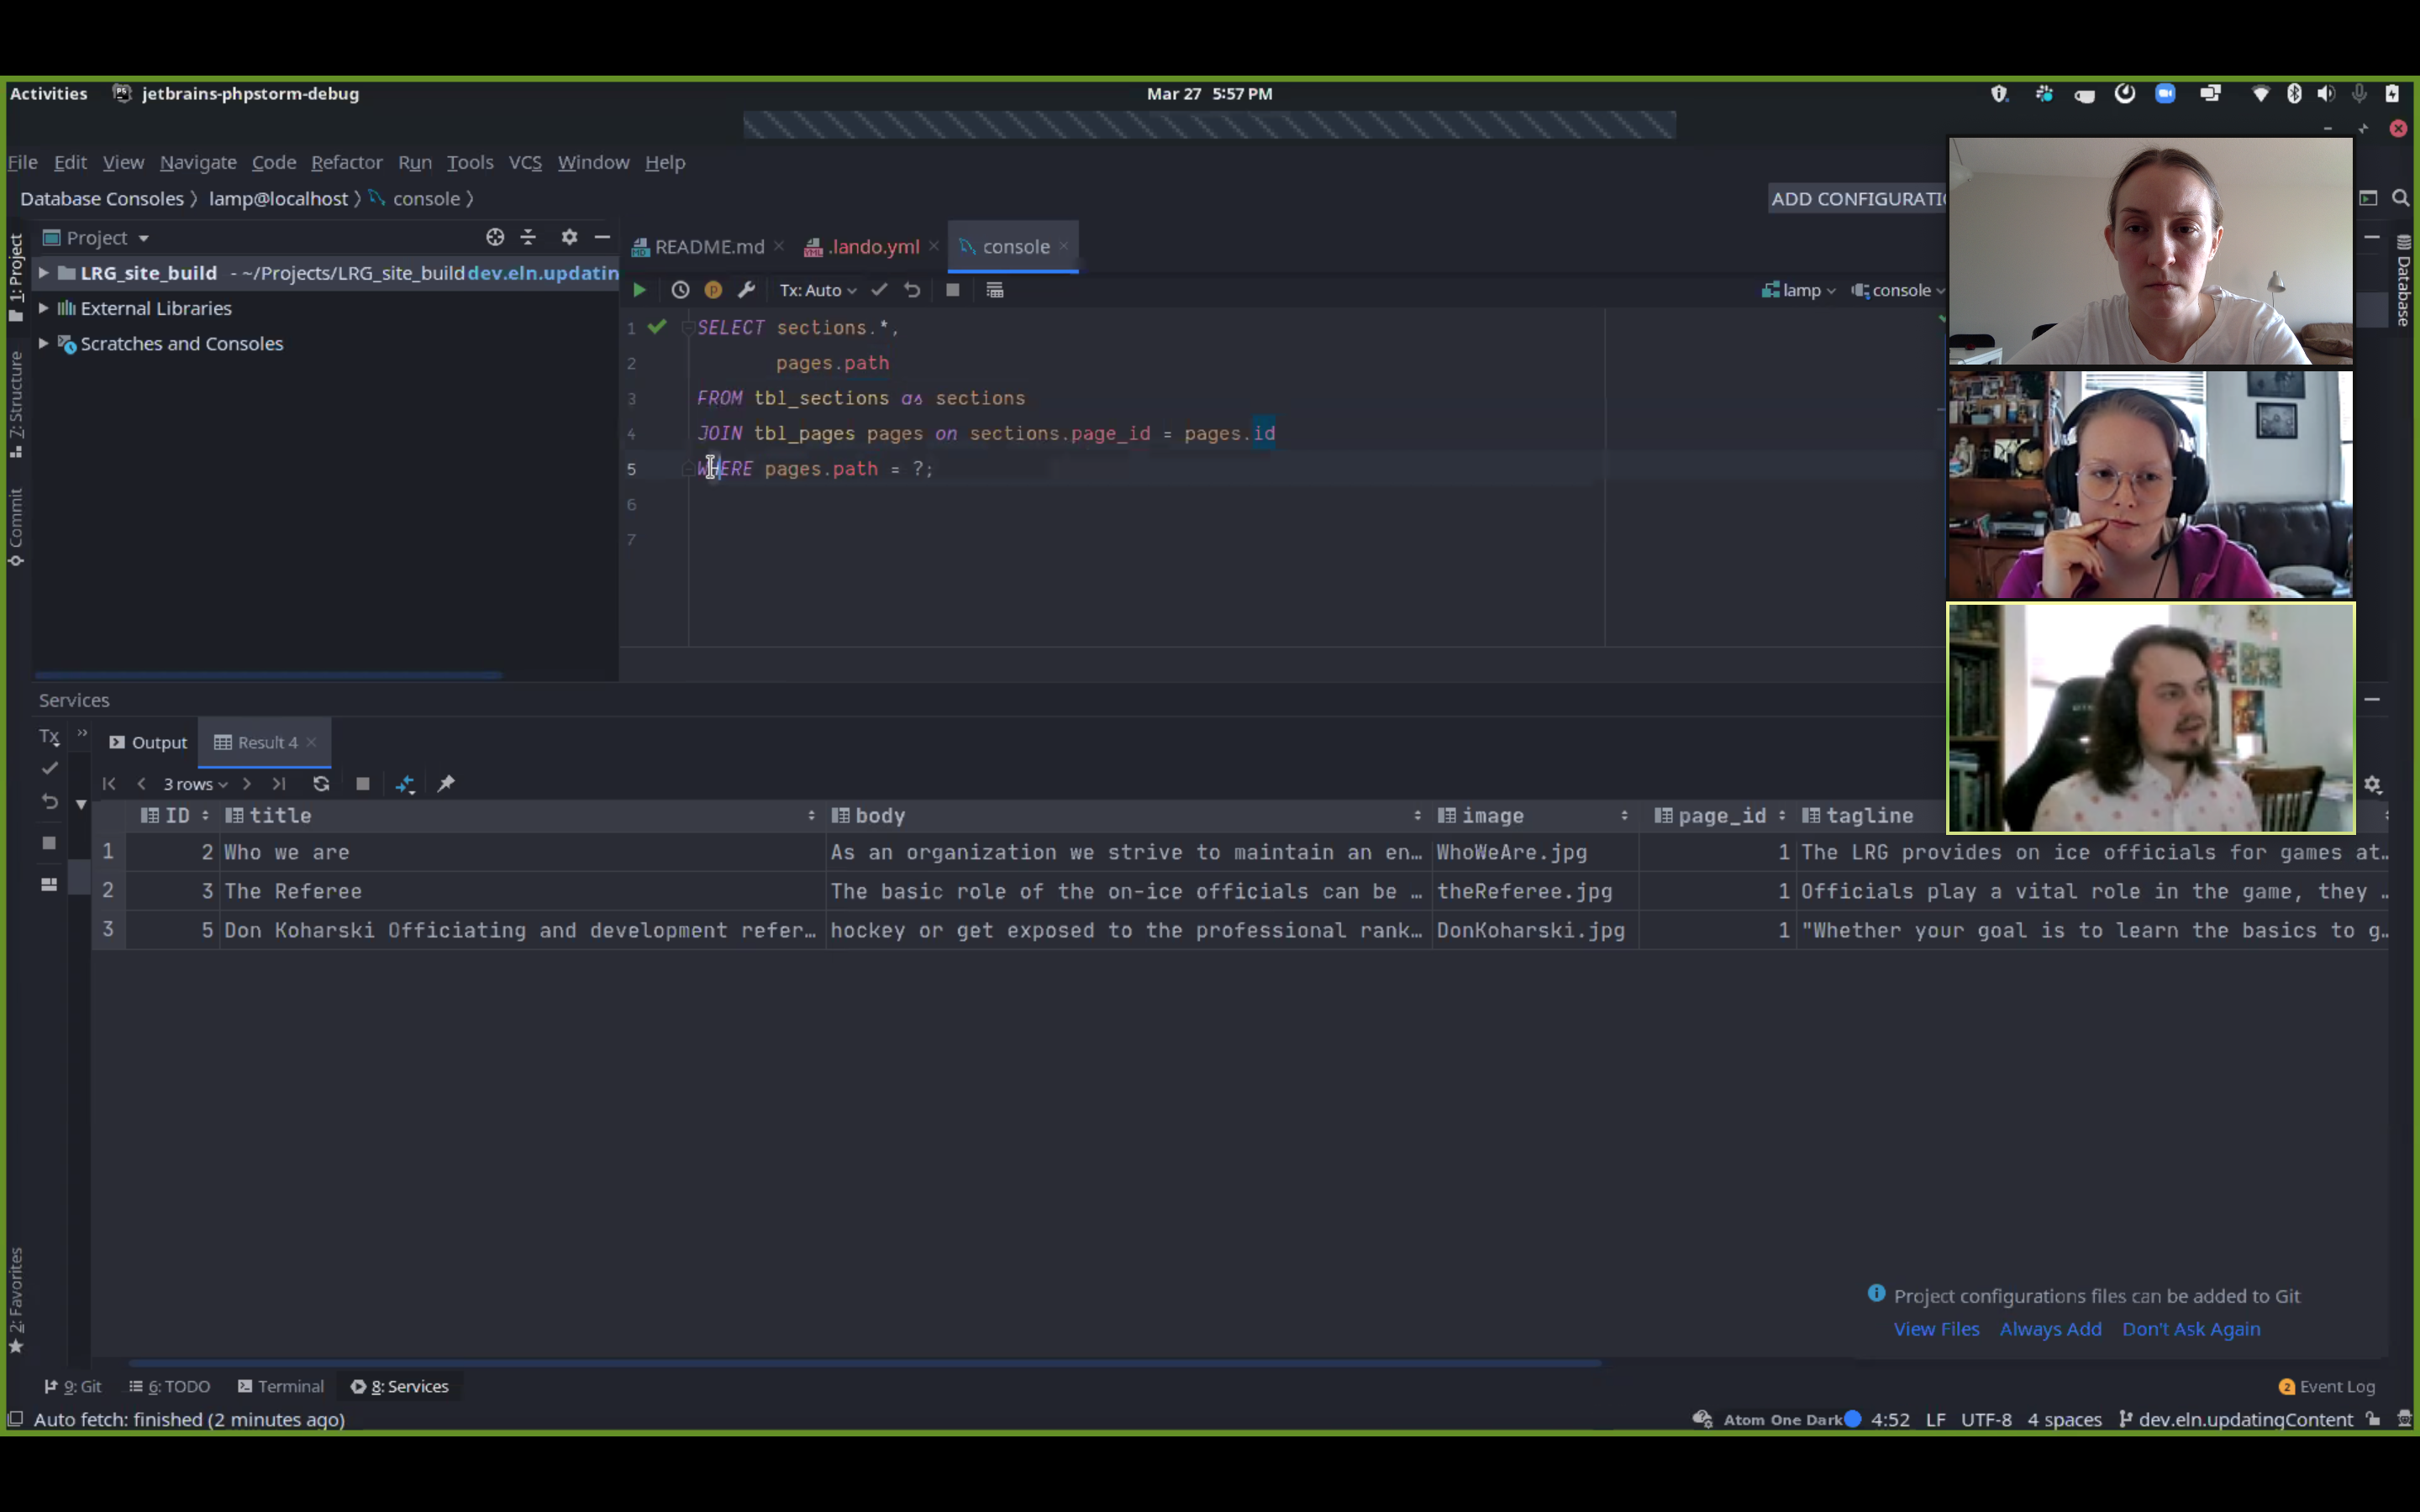 Activities jetbrains-phpstorm-debug Mar 27 5:57 PM
File Edit View Navigate Code Refactor Run Tools VCS Window Help
Database Consoles lamp@localhost console ADD CONFIGURATIO
Project README.md .lando.yml console
LRG_site_build - ~/Projects/LRG_site_build dev.eln.updatin
External Libraries
Scratches and Consoles
1: Project
7: Structure
Commit
2: Favorites
Database
Tx: Auto lamp console
1 SELECT sections.*,
2 pages.path
3 FROM tbl_sections as sections
4 JOIN tbl_pages pages on sections.page_id = pages.id
5 WHERE pages.path = ?;
6
7
Services
Tx Output Result 4
3 rows
ID title body image page_id tagline
1 2 Who we are As an organization we strive to maintain an en… WhoWeAre.jpg 1 The LRG provides on ice officials for games at…
2 3 The Referee The basic role of the on-ice officials can be … theReferee.jpg 1 Officials play a vital role in the game, they …
3 5 Don Koharski Officiating and development refer… hockey or get exposed to the professional rank… DonKoharski.jpg 1 "Whether your goal is to learn the basics to g…
Project configurations files can be added to Git
View Files Always Add Don't Ask Again
9: Git 6: TODO Terminal 8: Services 2 Event Log
Auto fetch: finished (2 minutes ago) Atom One Dark 4:52 LF UTF-8 4 spaces dev.eln.updatingContent